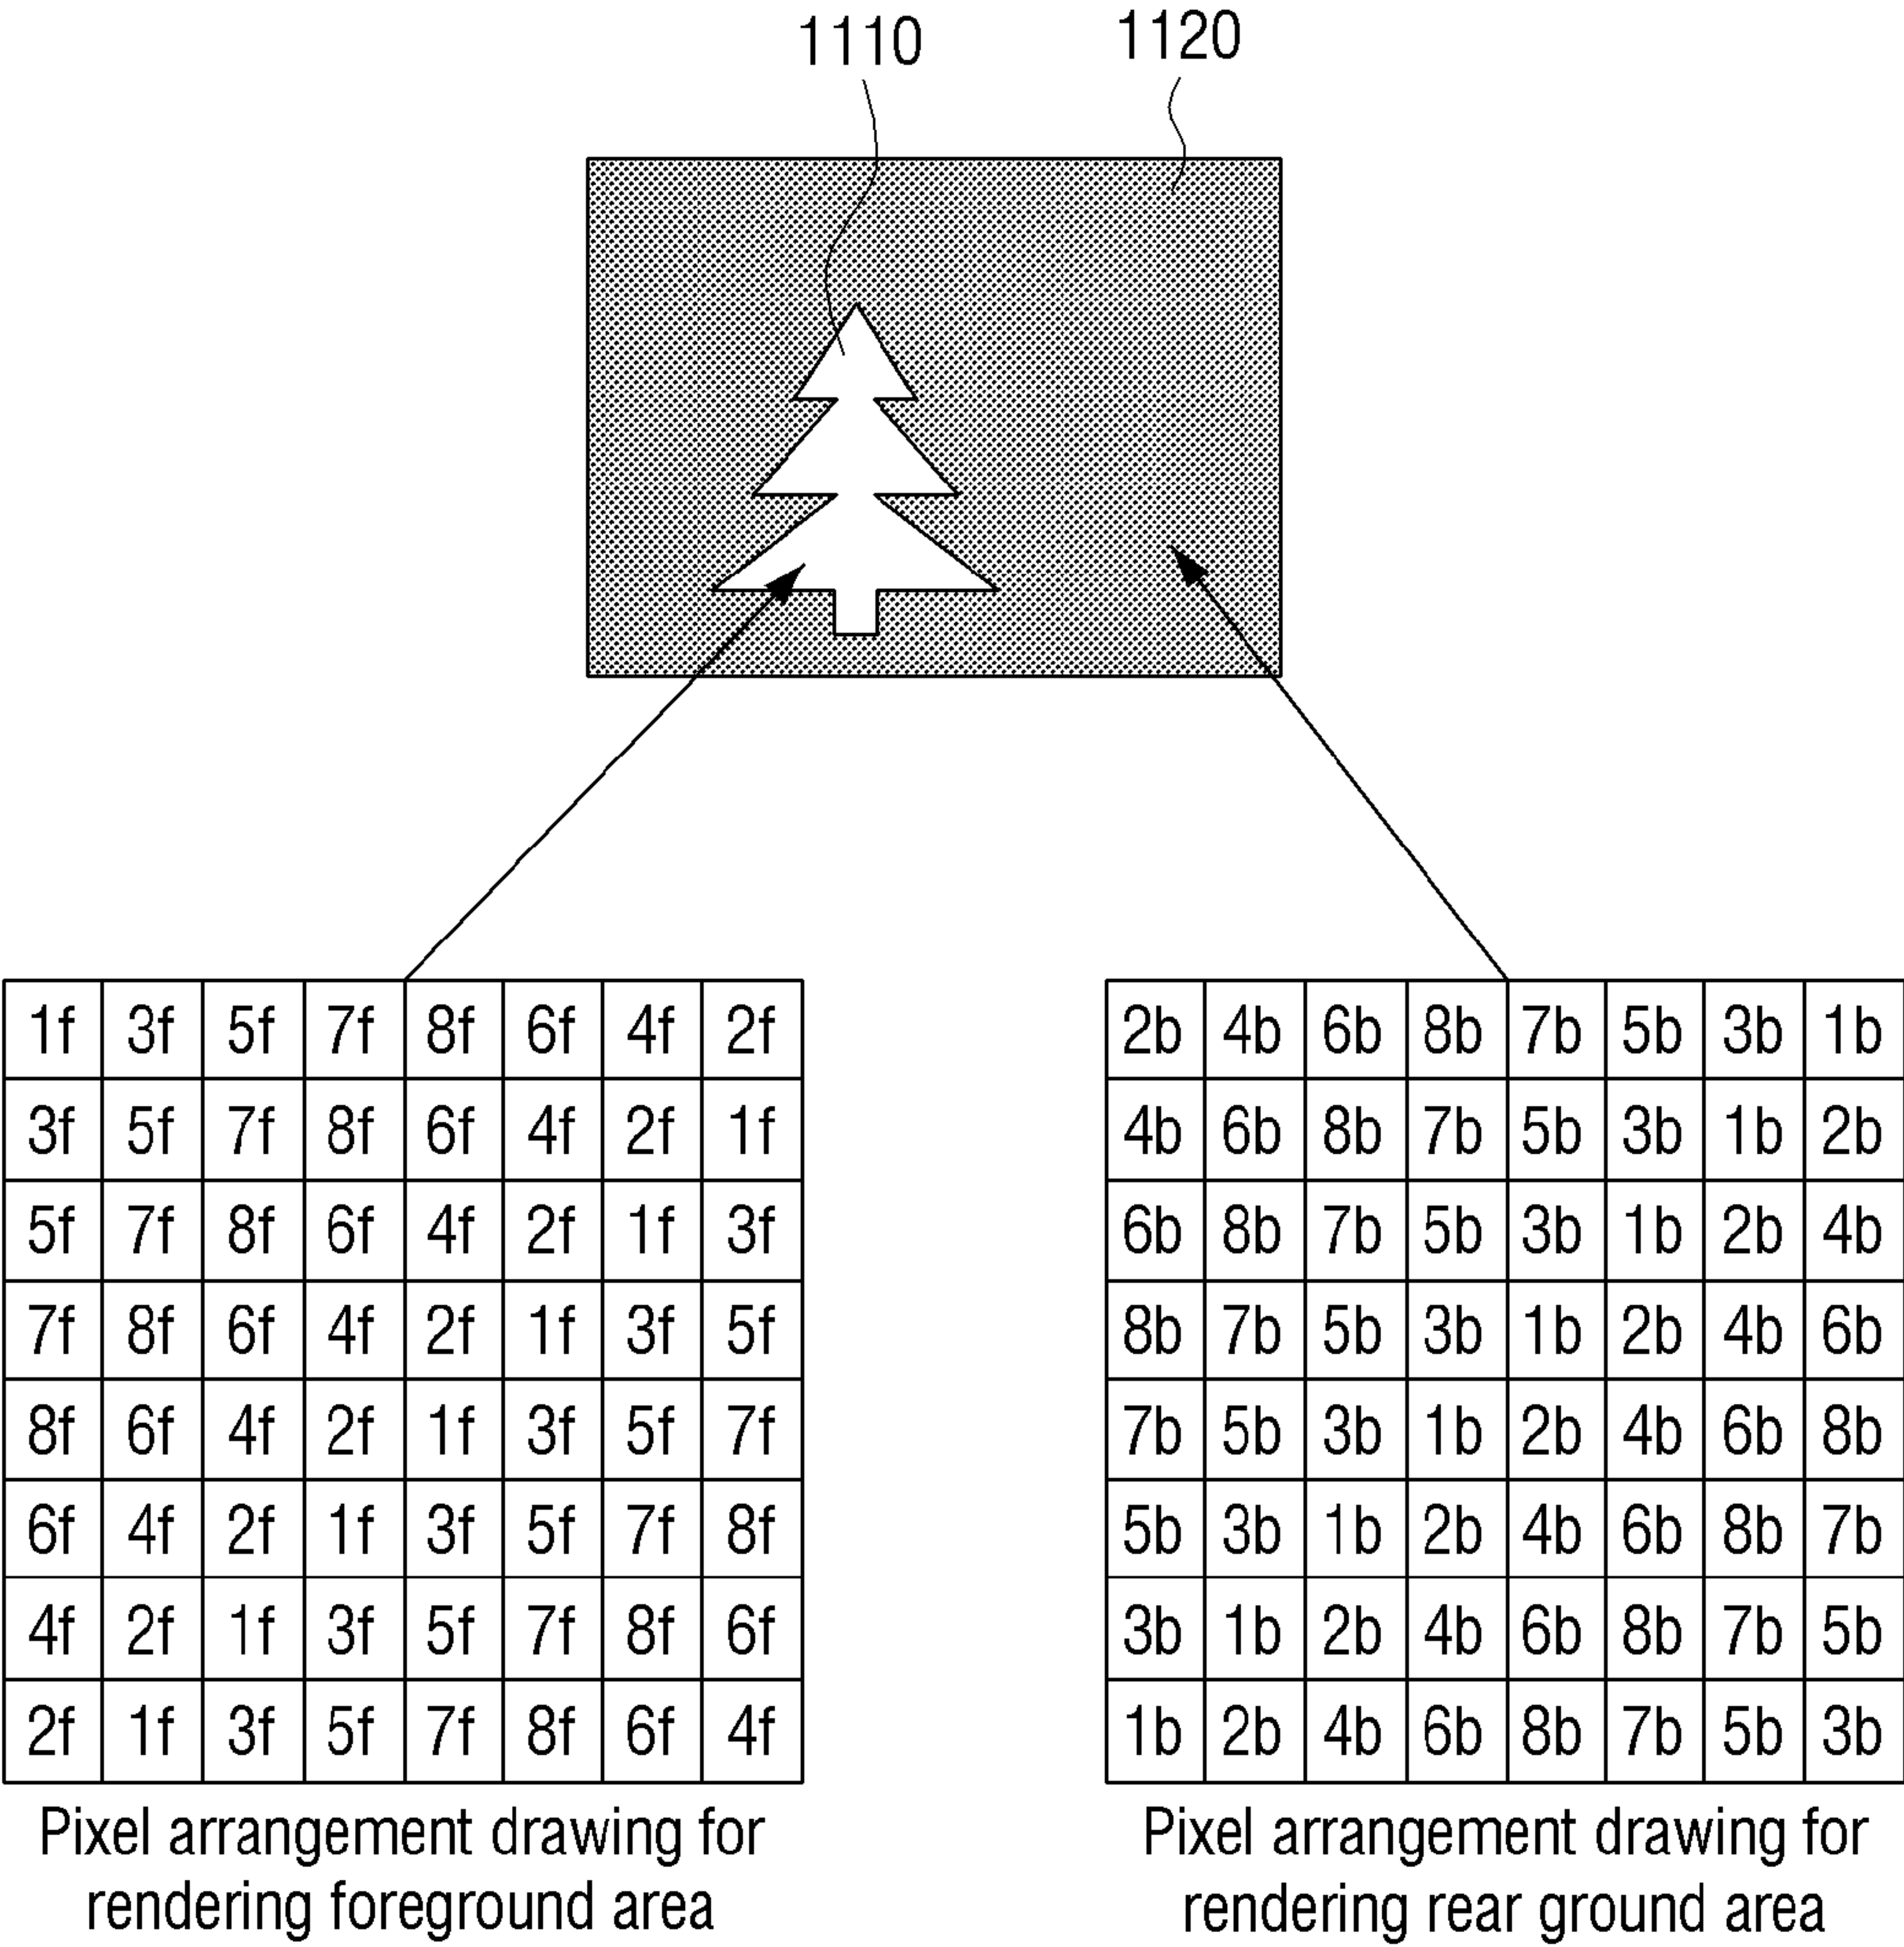 1110 1120
1f 3f 5f 7f 8f 6f 4f 2f
3f 5f 7f 8f 6f 4f 2f 1f
5f 7f 8f 6f 4f 2f 1f 3f
7f 8f 6f 4f 2f 1f 3f 5f
8f 6f 4f 2f 1f 3f 5f 7f
6f 4f 2f 1f 3f 5f 7f 8f
4f 2f 1f 3f 5f 7f 8f 6f
2f 1f 3f 5f 7f 8f 6f 4f
Pixel arrangement drawing for
rendering foreground area
2b 4b 6b 8b 7b 5b 3b 1b
4b 6b 8b 7b 5b 3b 1b 2b
6b 8b 7b 5b 3b 1b 2b 4b
8b 7b 5b 3b 1b 2b 4b 6b
7b 5b 3b 1b 2b 4b 6b 8b
5b 3b 1b 2b 4b 6b 8b 7b
3b 1b 2b 4b 6b 8b 7b 5b
1b 2b 4b 6b 8b 7b 5b 3b
Pixel arrangement drawing for
rendering rear ground area